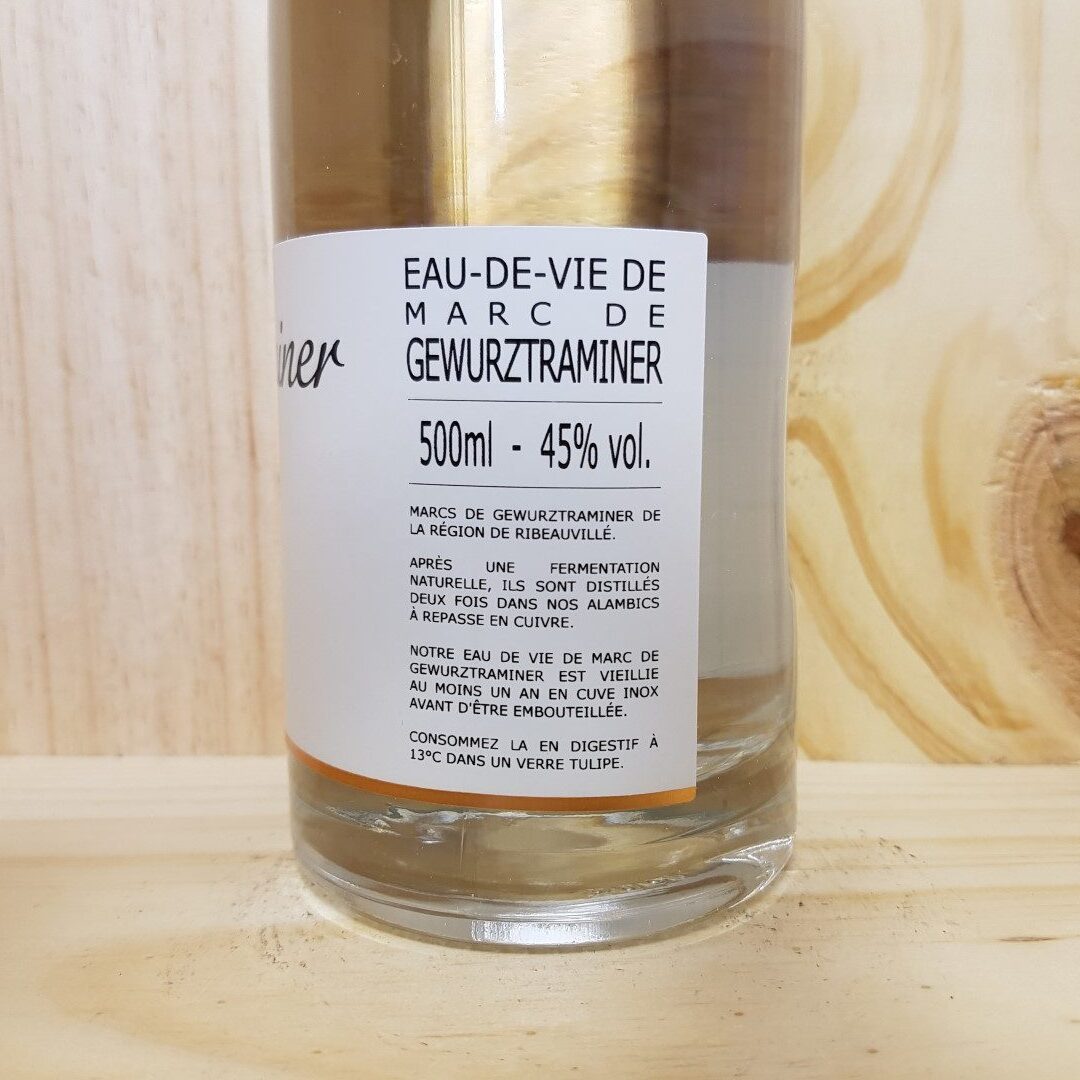 EAU-DE-VIE DE
MARC DE
GEWURZTRAMINER
500ml - 45% vol.
MARCS DE GEWURZTRAMINER DE
LA RÉGION DE RIBEAUVILLÉ.
APRÈS UNE FERMENTATION
NATURELLE, ILS SONT DISTILLÉS
DEUX FOIS DANS NOS ALAMBICS
À REPASSE EN CUIVRE.
NOTRE EAU DE VIE DE MARC DE
GEWURZTRAMINER EST VIEILLIE
AU MOINS UN AN EN CUVE INOX
AVANT D'ÊTRE EMBOUTEILLÉE.
CONSOMMEZ LA EN DIGESTIF À
13°C DANS UN VERRE TULIPE.